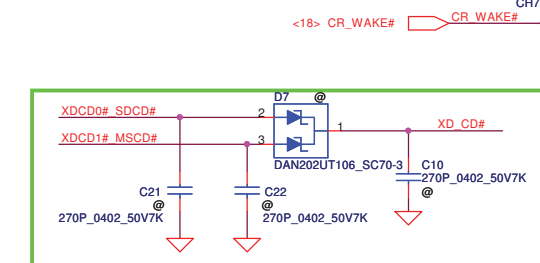 CH7
<18> CR_WAKE# CR_WAKE#
D7 @
XDCD0#_SDCD# 2
1 XD_CD#
XDCD1#_MSCD# 3
DAN202UT106_SC70-3
C10
270P_0402_50V7K
@
C21
@
270P_0402_50V7K
C22
@
270P_0402_50V7K